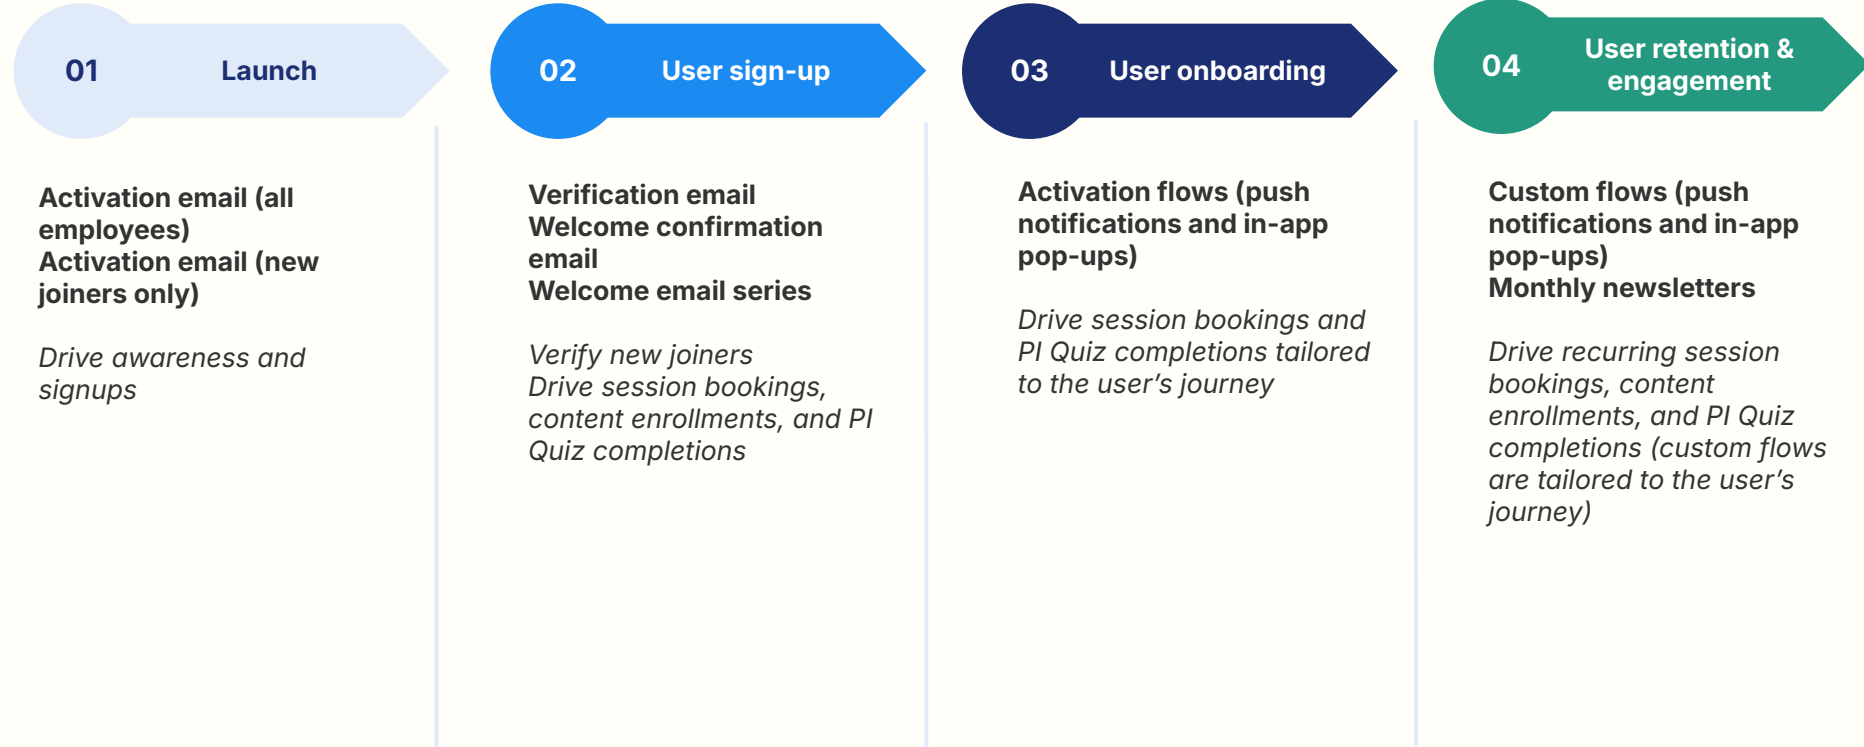 01
Launch
Activation email (all
employees)
Activation email (new
joiners only)
Drive awareness and
signups
02
User sign-up
Verification email
Welcome confirmation
email
Welcome email series
Verify new joiners
Drive session bookings,
content enrollments, and PI
Quiz completions
03
User onboarding
Activation flows (push
notifications and in-app
pop-ups)
Drive session bookings and
PI Quiz completions tailored
to the user’s journey
04
User retention &
engagement
Custom flows (push
notifications and in-app
pop-ups)
Monthly newsletters
Drive recurring session
bookings, content
enrollments, and PI Quiz
completions (custom flows
are tailored to the user’s
journey)